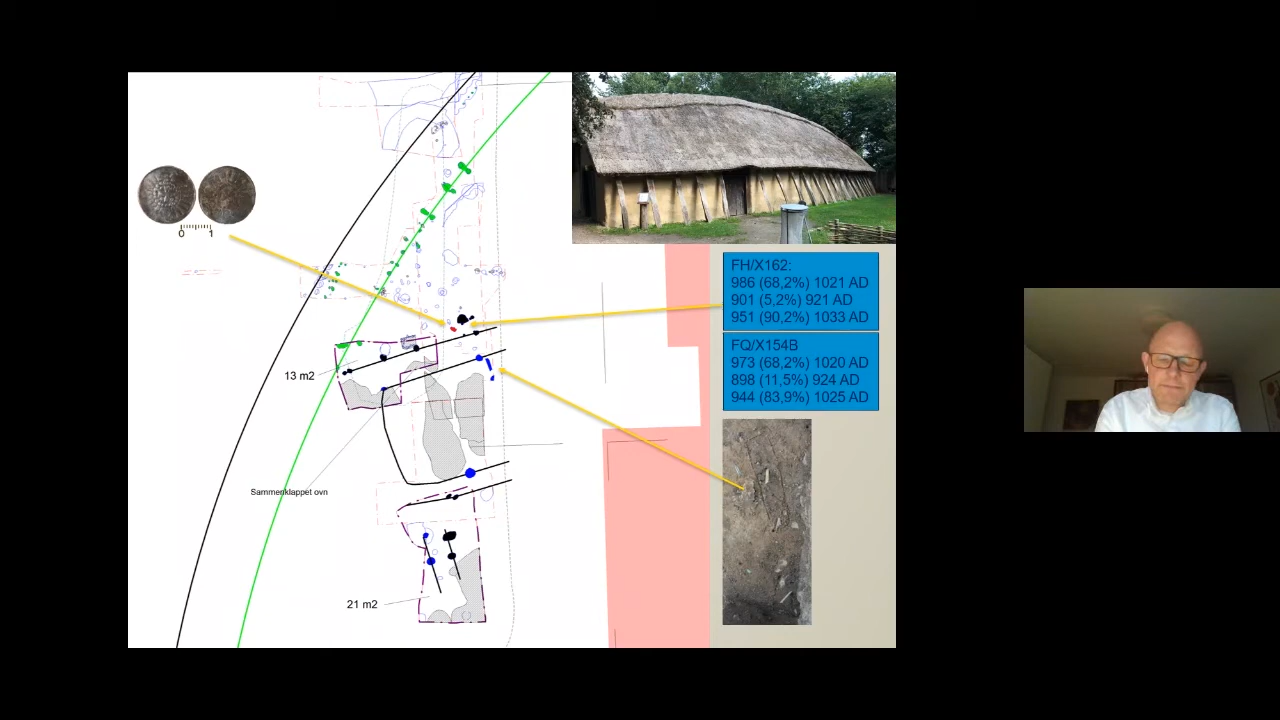 0 1
FH/X162:
986 (68,2%) 1021 AD
901 (5,2%) 921 AD
951 (90,2%) 1033 AD
FQ/X154B
973 (68,2%) 1020 AD
898 (11,5%) 924 AD
944 (83,9%) 1025 AD
13 m2
Sammenklappet ovn
21 m2